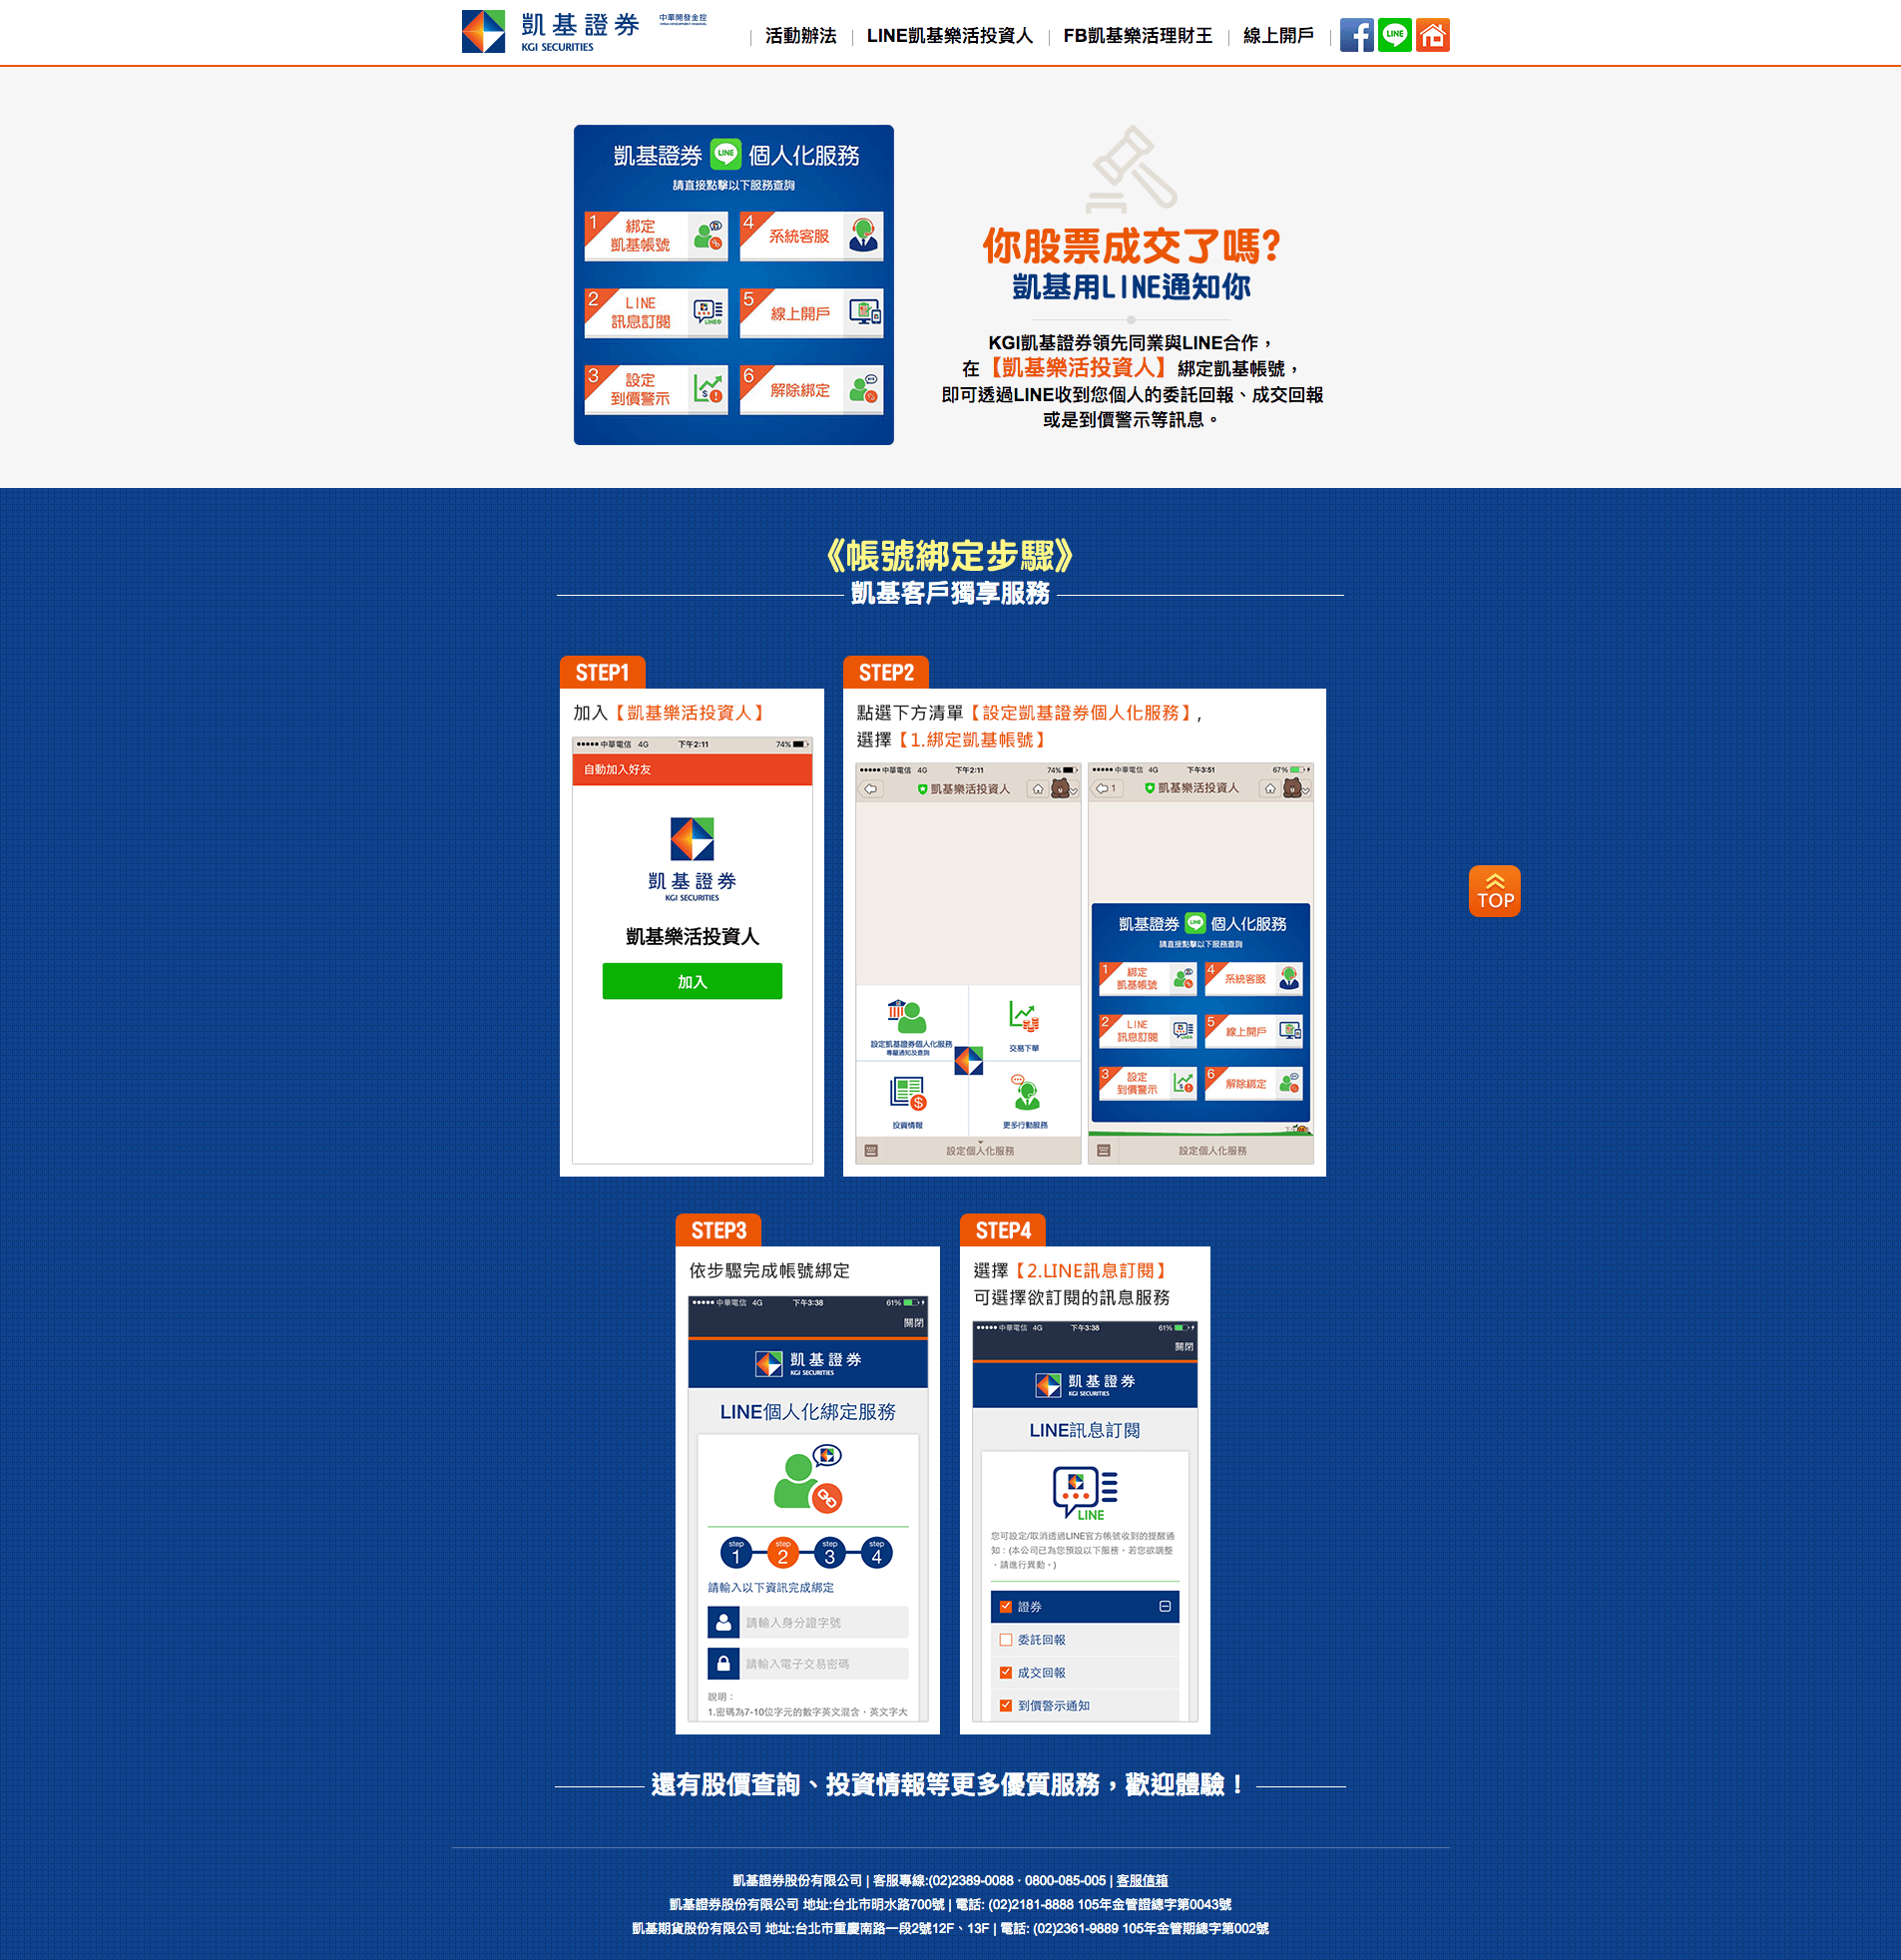 凱基證券
KGI SECURITIES
中華開發金控
活動辦法
LINE凱基樂活投資人
FB凱基樂活理財王
線上開戶
LINE
凱基證券 LINE 個人化服務
請直接點擊以下服務查詢
1 綁定
凱基帳號
4 系統客服
2 LINE
訊息訂閱
5 線上開戶
3 設定
到價警示
6 解除綁定
你股票成交了嗎?
凱基用LINE通知你
KGI凱基證券領先同業與LINE合作，
在【凱基樂活投資人】綁定凱基帳號，
即可透過LINE收到您個人的委託回報、成交回報
或是到價警示等訊息。
《帳號綁定步驟》
凱基客戶獨享服務
STEP1
加入【凱基樂活投資人】
中華電信 4G 下午2:11 74%
自動加入好友
凱基證券
KGI SECURITIES
凱基樂活投資人
加入
STEP2
點選下方清單【設定凱基證券個人化服務】,
選擇【1.綁定凱基帳號】
中華電信 4G 下午2:11 74%
凱基樂活投資人
設定凱基證券個人化服務
專屬通知及查詢
交易下單
投資情報
更多行動服務
設定個人化服務
中華電信 4G 下午3:51 67%
1 凱基樂活投資人
凱基證券 LINE 個人化服務
請直接點擊以下服務查詢
1 綁定
凱基帳號
4 系統客服
2 LINE
訊息訂閱
5 線上開戶
3 設定
到價警示
6 解除綁定
設定個人化服務
TOP
STEP3
依步驟完成帳號綁定
中華電信 4G 下午3:38 61%
關閉
凱基證券
KGI SECURITIES
LINE個人化綁定服務
step 1
step 2
step 3
step 4
請輸入以下資訊完成綁定
請輸入身分證字號
請輸入電子交易密碼
說明：
1.密碼為7-10位字元的數字英文混合，英文字大
STEP4
選擇【2.LINE訊息訂閱】
可選擇欲訂閱的訊息服務
中華電信 4G 下午3:38 61%
關閉
凱基證券
KGI SECURITIES
LINE訊息訂閱
LINE
您可設定/取消透過LINE官方帳號收到的提醒通
知：(本公司已為您預設以下服務，若您欲調整
，請進行異動。)
證券
委託回報
成交回報
到價警示通知
還有股價查詢、投資情報等更多優質服務，歡迎體驗！
凱基證券股份有限公司 | 客服專線:(02)2389-0088 · 0800-085-005 | 客服信箱
凱基證券股份有限公司 地址:台北市明水路700號 | 電話: (02)2181-8888 105年金管證總字第0043號
凱基期貨股份有限公司 地址:台北市重慶南路一段2號12F、13F | 電話: (02)2361-9889 105年金管期總字第002號